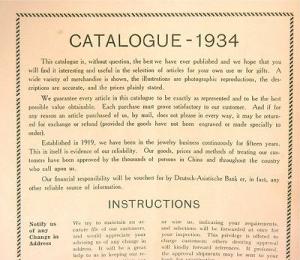 CATALOGUE - 1934
This catalogue is, without question, the best we have ever published and we hope that you
will find it interesting and useful in the selection of articles for your own use or for gifts. A
wide variety of merchandise is shown, the illustrations are photographic reproductions, the des-
criptions are accurate, and the prices plainly stated.
We guarantee every article in this catalogue to be exactly as represented and to be the best
possible value obtainable. Each purchase must prove satisfactory to our customer. And if for
any reason an article purchased of us, by mail, does not please in every way, it may be return-
ed for exchange or refund (provided the goods have not been engraved or made specially to
order).
Established in 1919, we have been in the jewelry business continuously for fifteen years.
This in itself is evidence of our reliability. Our goods, prices and methods of treating our cus-
tomers have been approved by the thousands of persons in China and throughout the country
who call upon us.
Our financial responsibility will be vouched for by Deutsch-Asiatische Bank or, in fact, any
other reliable source of information.
INSTRUCTIONS
Notify us
of any
Change in
Address
We try to maintain an ac-
curate file of our customers,
and would appreciate your
advising us of any change in
address. It will be a great
help to us in keeping our re-
or wire us, indicating your requirements,
and selections will be forwarded at once for
your inspection. This privilege is offered to
charge customers; others desiring approval
will kindly forward references. If preferred,
the amount may be sent to us